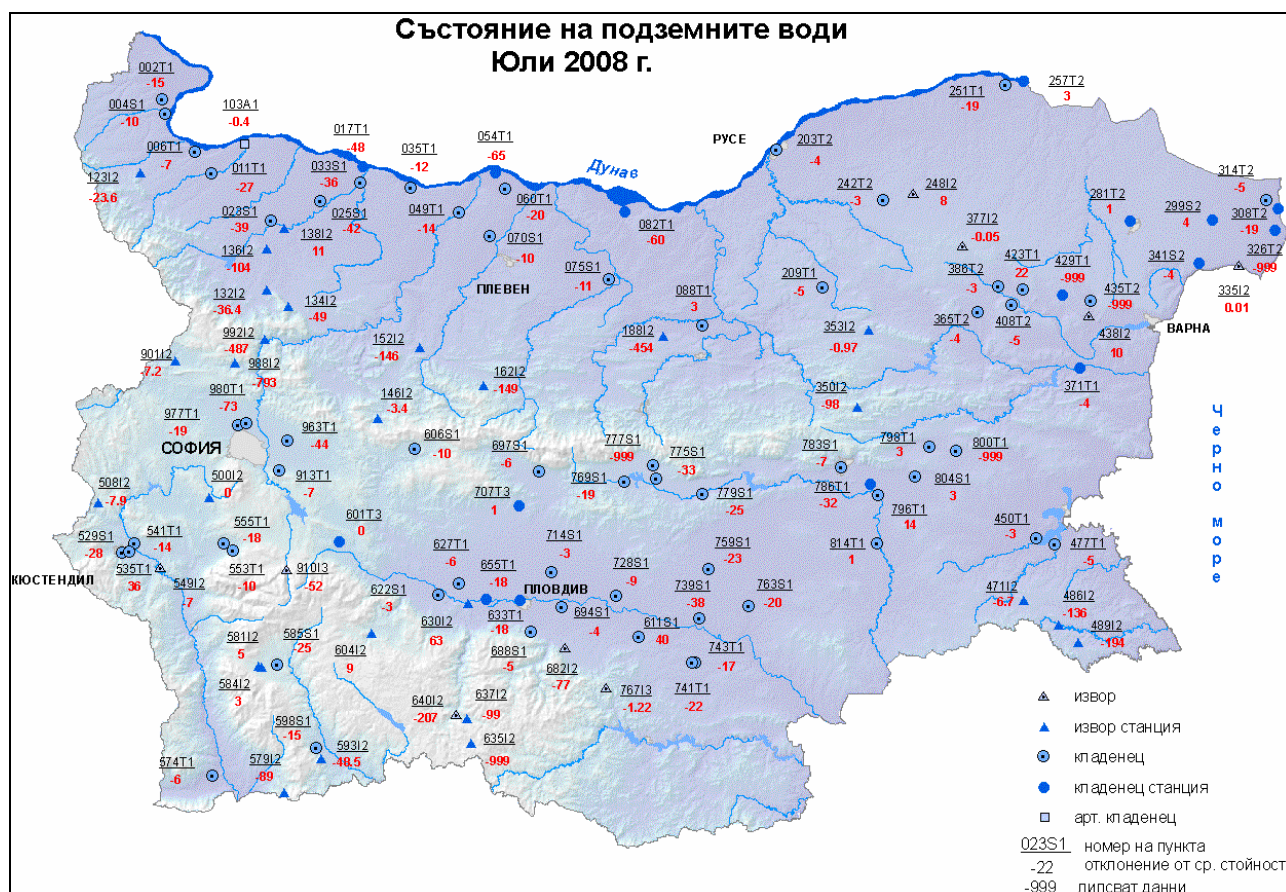 Състояние на подземните води
Юли 2008 г.
002T1
-15
004S1
-10
103A1
-0.4
006T1
-7
011T1
-27
123I2
-23.6
017T1
-48
033S1
-36
035T1
-12
054T1
-65
023S1
-39
025S1
-42
138I2
11
136I2
-104
049T1
-14
060T1
-20
070S1
-10
Дунав
082T1
-60
РУСЕ
203T2
-4
251T1
-19
257T2
3
242T2
-3
248I2
8
377I2
-0.05
281T2
1
299S2
4
314T2
-5
308T2
-19
326T2
-999
341S2
-4
335I2
0.01
386T2
-3
423T1
22
429T1
-999
435T2
-999
365T2
-4
408T2
-5
438I2
10
ВАРНА
371T1
-4
132I2
-36.4
134I2
-49
ПЛЕВЕН
075S1
-11
088T1
3
209T1
-5
353I2
-0.97
188I2
-454
992I2
-487
988I2
-793
901I2
-7.2
152I2
-146
162I2
-149
146I2
-3.4
350I2
-98
980T1
-73
977T1
-19
СОФИЯ
963T1
-44
913T1
-7
606S1
-10
697S1
-6
777S1
-999
775S1
-33
769S1
-19
779S1
-25
783S1
-7
786T1
-32
798T1
3
800T1
-999
804S1
3
796T1
14
814T1
1
Черно море
508I2
-7.9
500I2
0
707T3
1
601T3
0
529S1
-28
541T1
-14
555T1
-18
КЮСТЕНДИЛ
535T1
36
549I2
-7
553T1
-10
910I3
-52
627T1
-6
714S1
-3
655T1
-18
ПЛОВДИВ
728S1
-9
759S1
-23
739S1
-38
763S1
-20
450T1
-3
477T1
-5
471I2
-6.7
486I2
-136
489I2
-194
622S1
-3
630I2
63
633T1
-18
694S1
-4
611S1
40
688S1
-5
682I2
-77
743T1
-17
741T1
-22
767I3
-1.22
581I2
5
585S1
-25
604I2
9
584I2
3
640I2
-207
637I2
-99
635I2
-999
598S1
-15
593I2
-48.5
574T1
-6
579I2
-89
извор
извор станция
кладенец
кладенец станция
арт. кладенец
023S1 номер на пункта
-22 отклонение от ср. стойност
-999 липсват данни